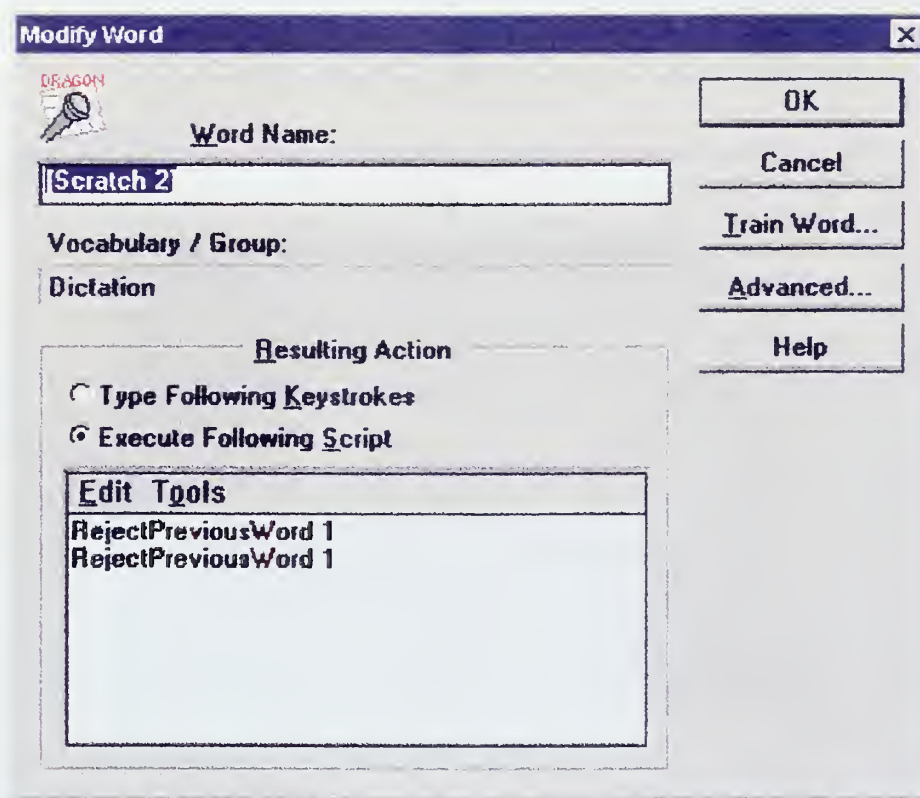 Modify Word
DRAGON
Word Name:
[Scratch 2]
Vocabulary / Group:
Dictation
Resulting Action
Type Following Keystrokes
Execute Following Script
Edit Tools
RejectPreviousWord 1
RejectPreviousWord 1
OK
Cancel
Train Word...
Advanced...
Help